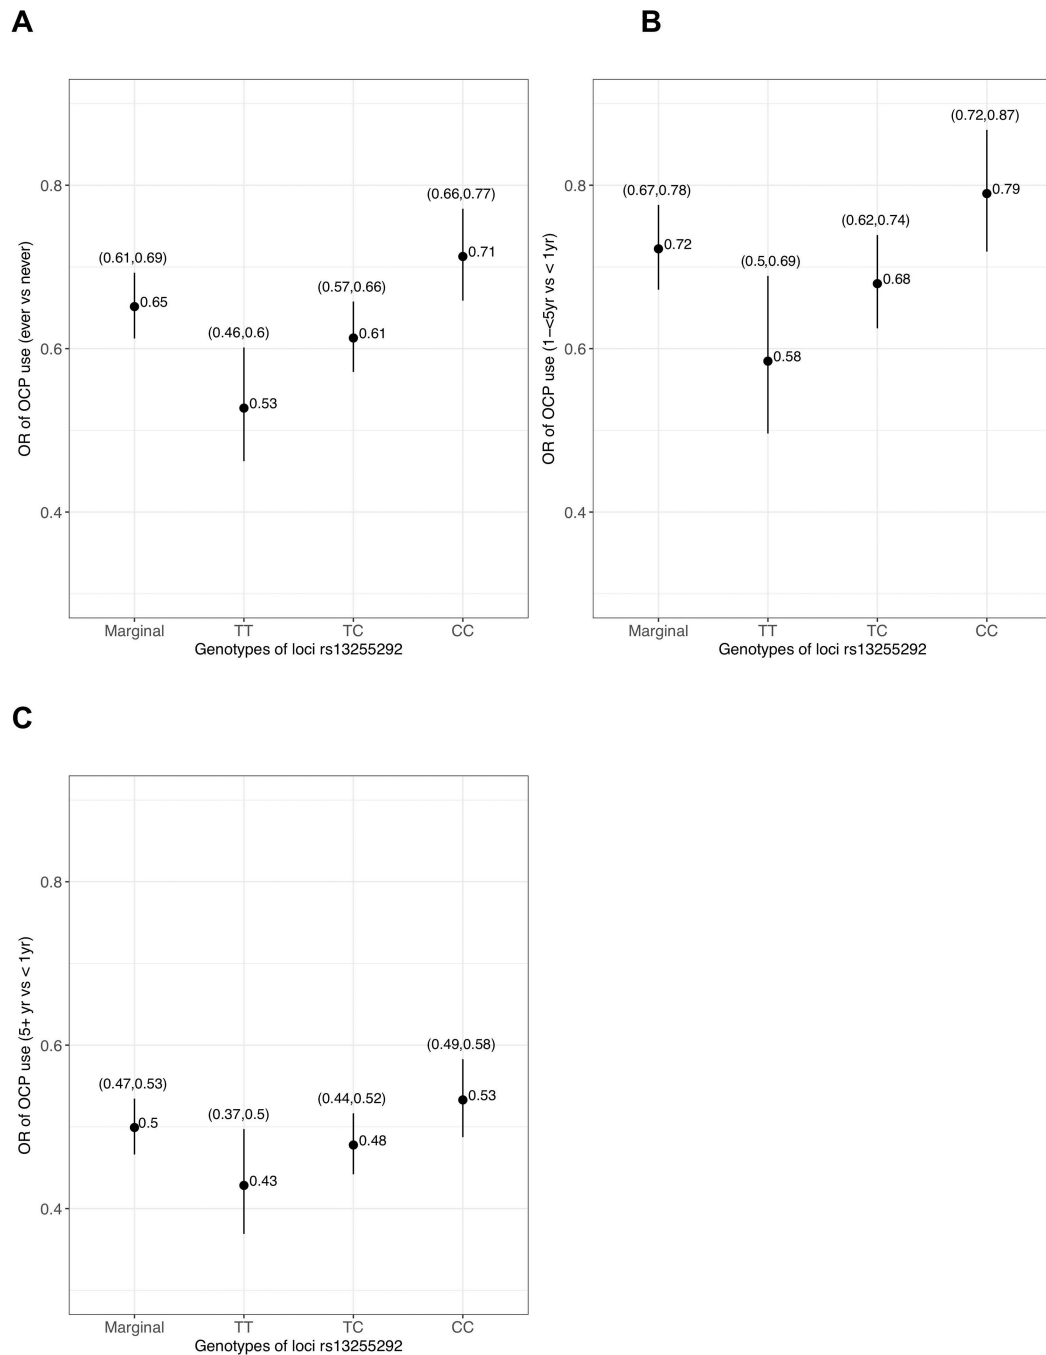 A
OR of OCP use (ever vs never)
0.8
0.6
0.4
(0.61,0.69)
0.65
(0.46,0.6)
0.53
(0.57,0.66)
0.61
(0.66,0.77)
0.71
Marginal TT TC CC
Genotypes of loci rs13255292
B
OR of OCP use (1−<5yr vs < 1yr)
0.8
0.6
0.4
(0.67,0.78)
0.72
(0.5,0.69)
0.58
(0.62,0.74)
0.68
(0.72,0.87)
0.79
Marginal TT TC CC
Genotypes of loci rs13255292
C
OR of OCP use (5+ yr vs < 1yr)
0.8
0.6
0.4
(0.47,0.53)
0.5
(0.37,0.5)
0.43
(0.44,0.52)
0.48
(0.49,0.58)
0.53
Marginal TT TC CC
Genotypes of loci rs13255292